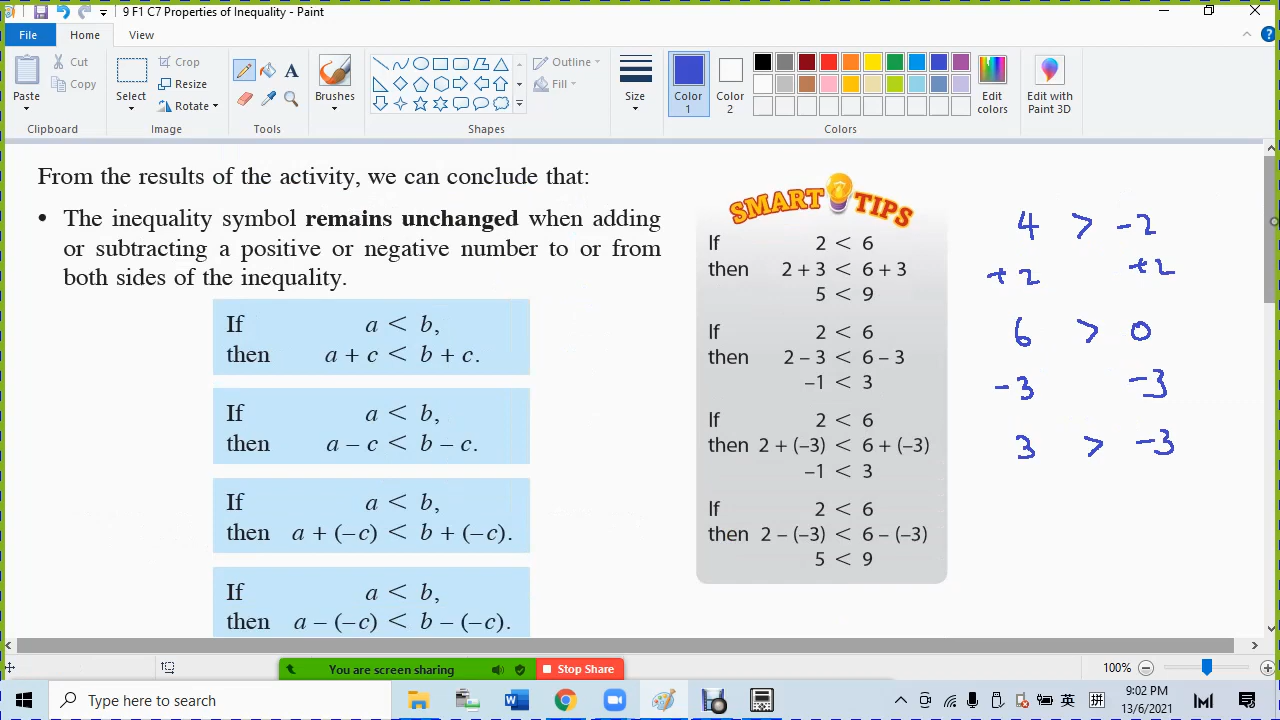 9 F1 C7 Properties of Inequality - Paint
File Home View
Paste Cut Copy Clipboard
Select Crop Resize Rotate Image
A Tools
Brushes
Outline Fill Shapes
Size
Color 1 Color 2 Edit colors Colors
Edit with Paint 3D
From the results of the activity, we can conclude that:
• The inequality symbol remains unchanged when adding
or subtracting a positive or negative number to or from
both sides of the inequality.
If a < b,
then a + c < b + c.
If a < b,
then a – c < b – c.
If a < b,
then a + (–c) < b + (–c).
If a < b,
then a – (–c) < b – (–c).
SMART TIPS
If 2 < 6
then 2 + 3 < 6 + 3
5 < 9
If 2 < 6
then 2 – 3 < 6 – 3
–1 < 3
If 2 < 6
then 2 + (–3) < 6 + (–3)
–1 < 3
If 2 < 6
then 2 – (–3) < 6 – (–3)
5 < 9
4 > -2
+2 +2
6 > 0
-3 -3
3 > -3
You are screen sharing Stop Share
100%
Type here to search
英 拼
9:02 PM
13/6/2021